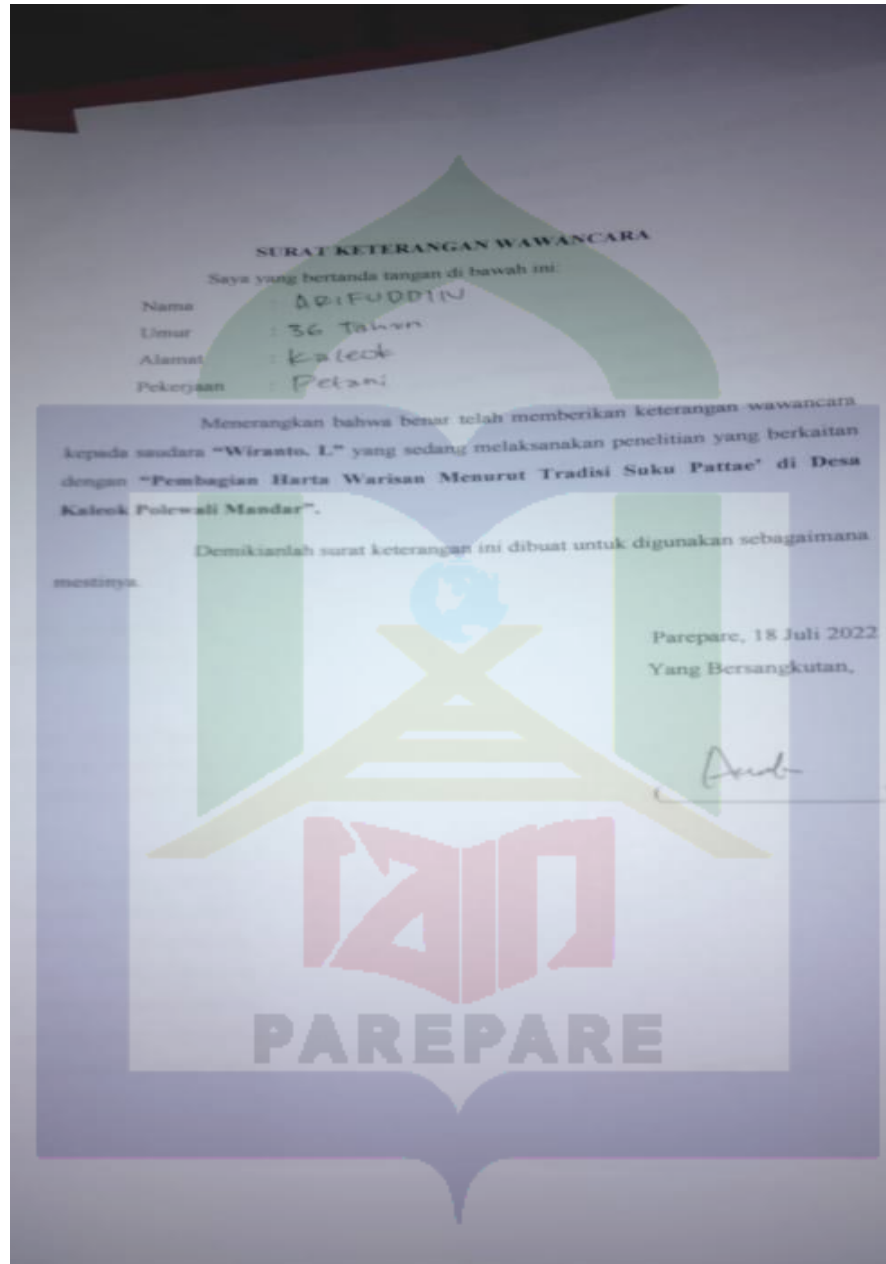 SURAT KETERANGAN WAWANCARA
Saya yang bertanda tangan di bawah ini:
Nama : ARIFUDDIN
Umur : 36 Tahun
Alamat : Kaleok
Pekerjaan : Petani
Menerangkan bahwa benar telah memberikan keterangan wawancara
kepada saudara “Wiranto. L” yang sedang melaksanakan penelitian yang berkaitan
dengan “Pembagian Harta Warisan Menurut Tradisi Suku Pattae’ di Desa
Kaleok Polewali Mandar”.
Demikianlah surat keterangan ini dibuat untuk digunakan sebagaimana
mestinya.
Parepare, 18 Juli 2022
Yang Bersangkutan,
(
iain
PAREPARE